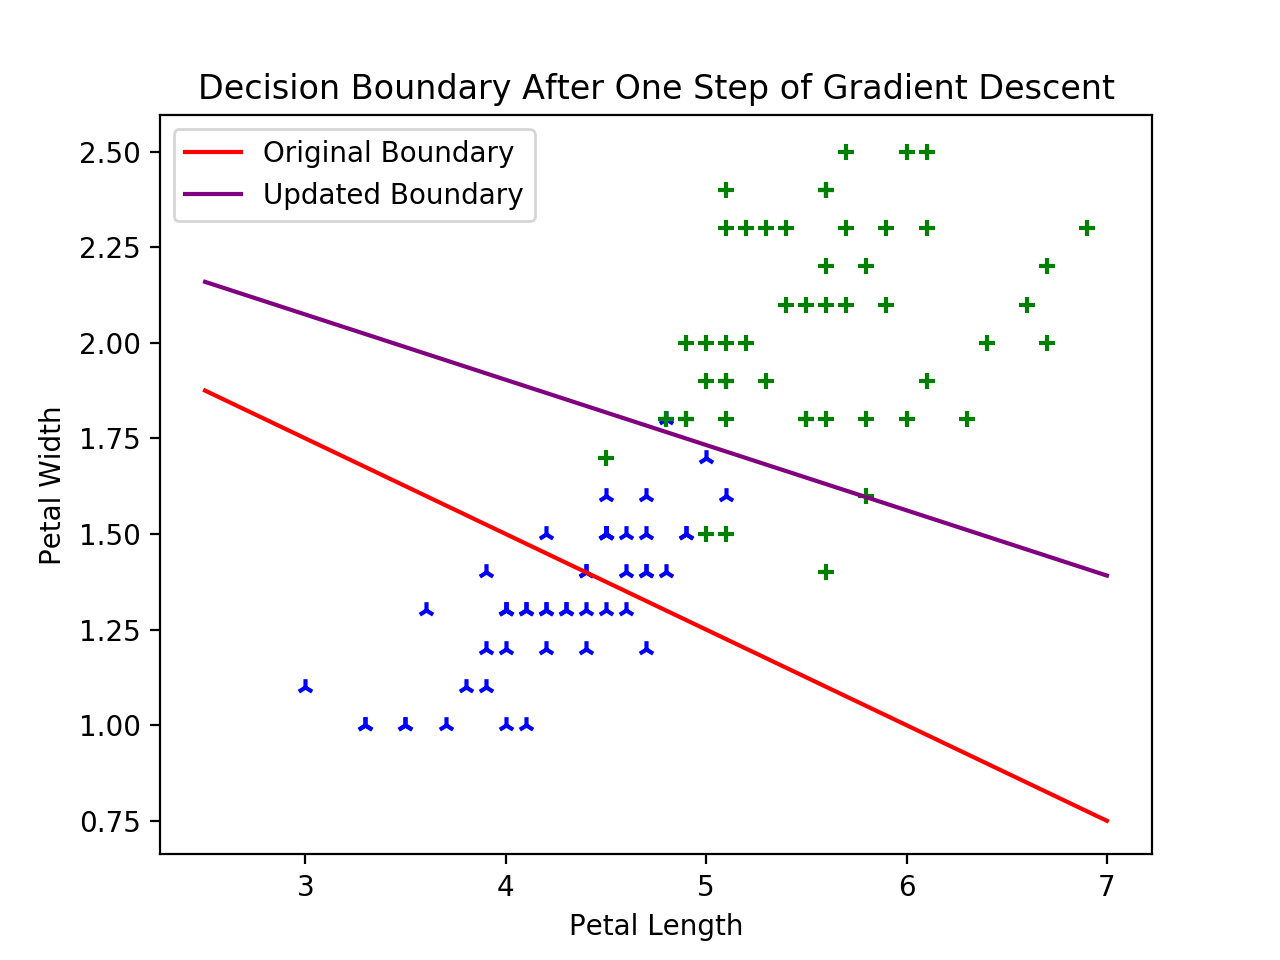 Decision Boundary After One Step of Gradient Descent
Original Boundary
Updated Boundary
2.50
2.25
2.00
1.75
1.50
1.25
1.00
0.75
Petal Width
3
4
5
6
7
Petal Length